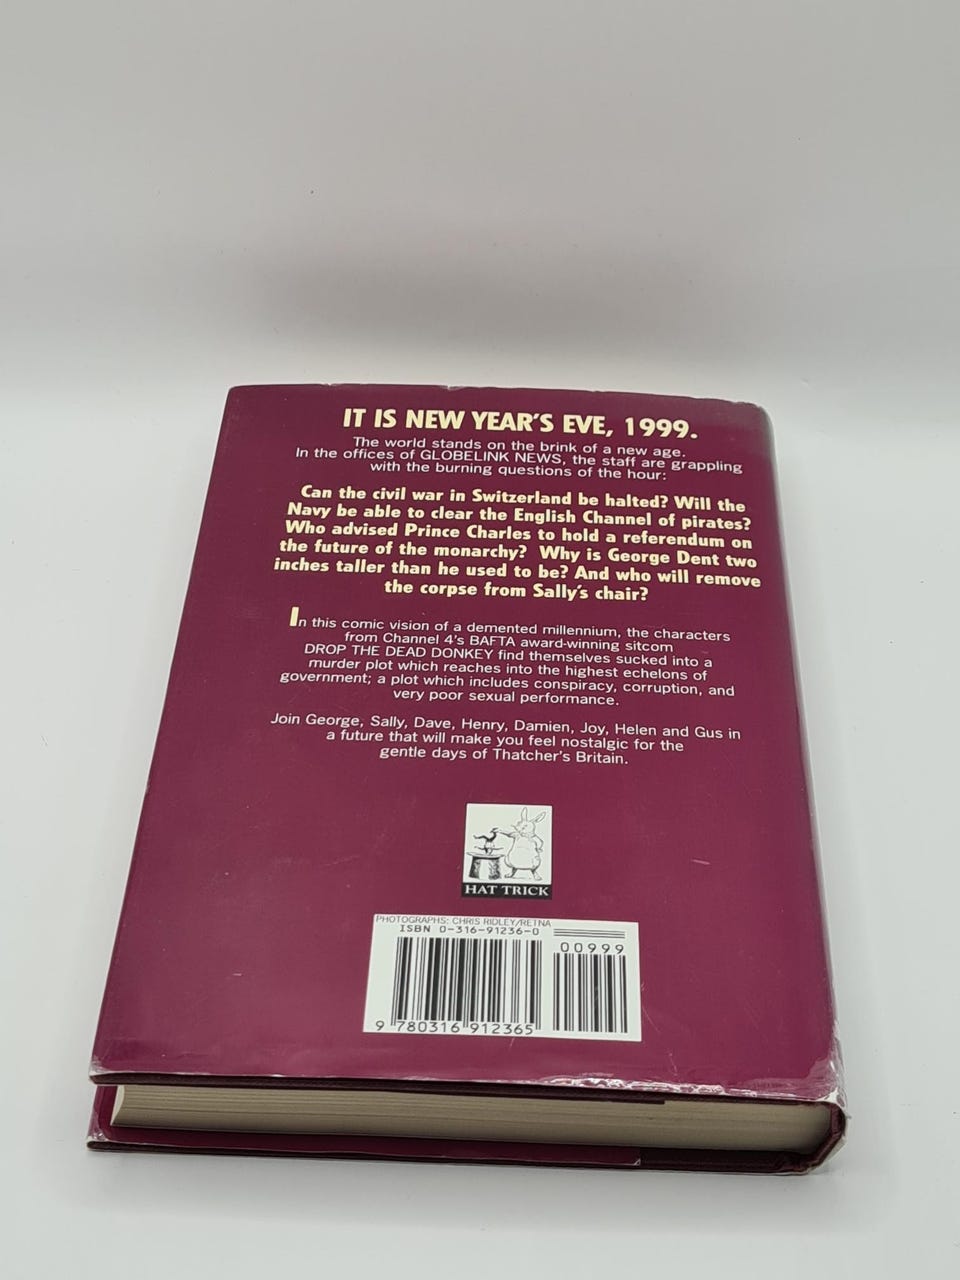 IT IS NEW YEAR'S EVE, 1999.
The world stands on the brink of a new age.
In the offices of GLOBELINK NEWS, the staff are grappling
with the burning questions of the hour:
Can the civil war in Switzerland be halted? Will the
Navy be able to clear the English Channel of pirates?
Who advised Prince Charles to hold a referendum on
the future of the monarchy? Why is George Dent two
inches taller than he used to be? And who will remove
the corpse from Sally's chair?
In this comic vision of a demented millennium, the characters
from Channel 4's BAFTA award-winning sitcom
DROP THE DEAD DONKEY find themselves sucked into a
murder plot which reaches into the highest echelons of
government; a plot which includes conspiracy, corruption, and
very poor sexual performance.
Join George, Sally, Dave, Henry, Damien, Joy, Helen and Gus in
a future that will make you feel nostalgic for the
gentle days of Thatcher's Britain.
HAT TRICK
PHOTOGRAPHS: CHRIS RIDLEY/RETNA
ISBN 0-316-91236-0
00999
9 780316 912365